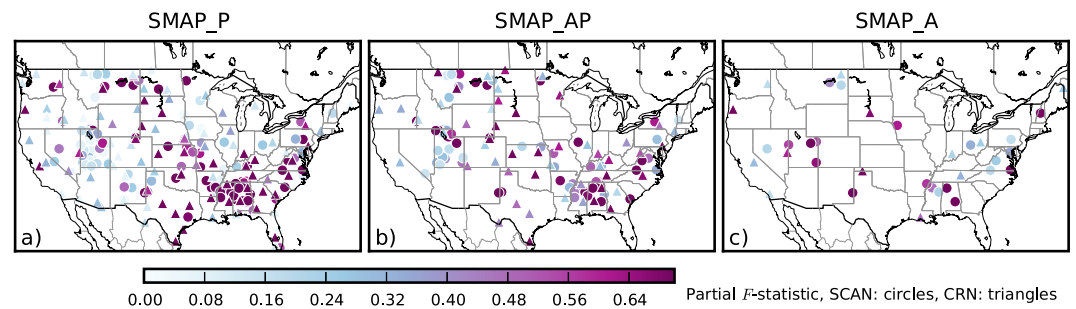 SMAP_P SMAP_AP SMAP_A
a) b) c)
0.00 0.08 0.16 0.24 0.32 0.40 0.48 0.56 0.64
Partial F-statistic, SCAN: circles, CRN: triangles